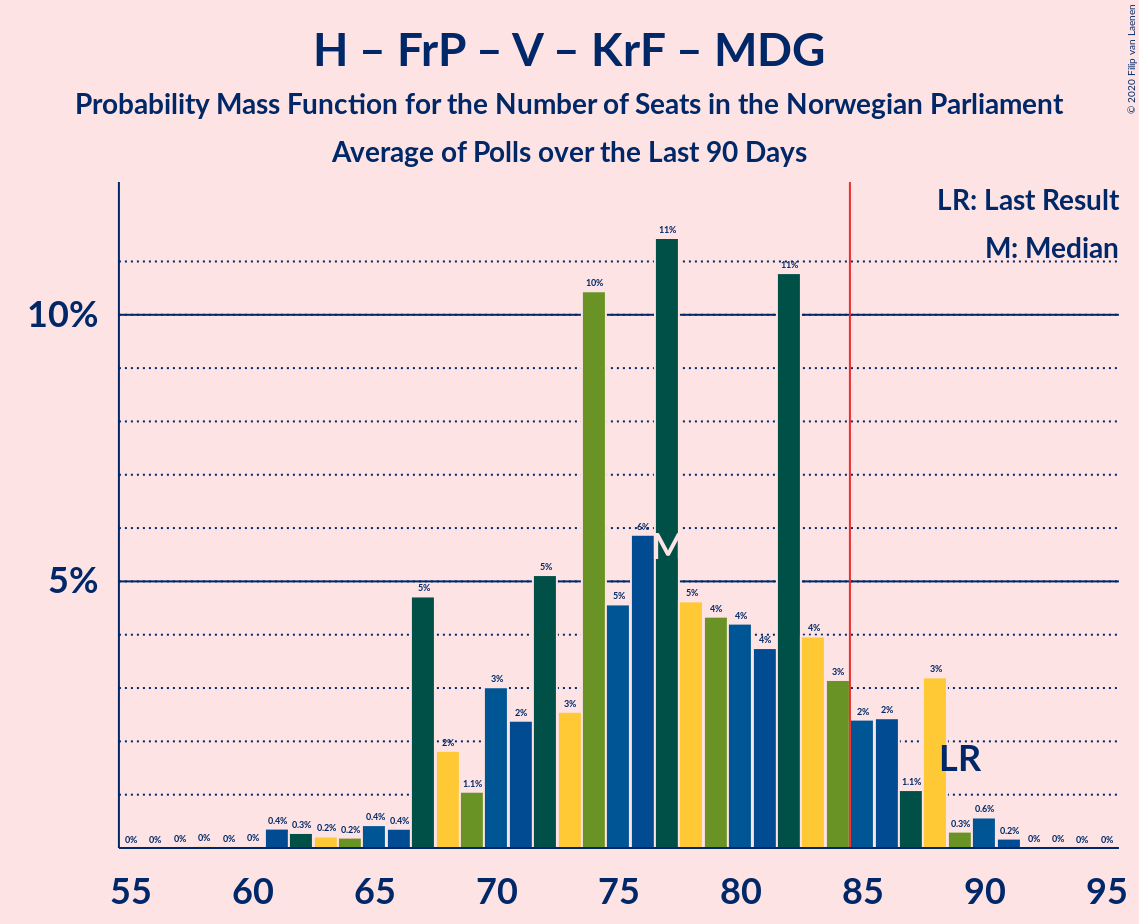 H – FrP – V – KrF – MDG
Probability Mass Function for the Number of Seats in the Norwegian Parliament
Average of Polls over the Last 90 Days
© 2020 Filip van Laenen
LR: Last Result
M: Median
10%
5%
0% 0% 0% 0% 0% 0% 0.4% 0.3% 0.2% 0.2% 0.4% 0.4% 5% 2% 1.1% 3% 2% 5% 3% 10% 5% 6% 11% 5% 4% 4% 4% 11% 4% 3% 2% 2% 1.1% 3% 0.3% 0.6% 0.2% 0% 0% 0% 0%
M
LR
55 60 65 70 75 80 85 90 95